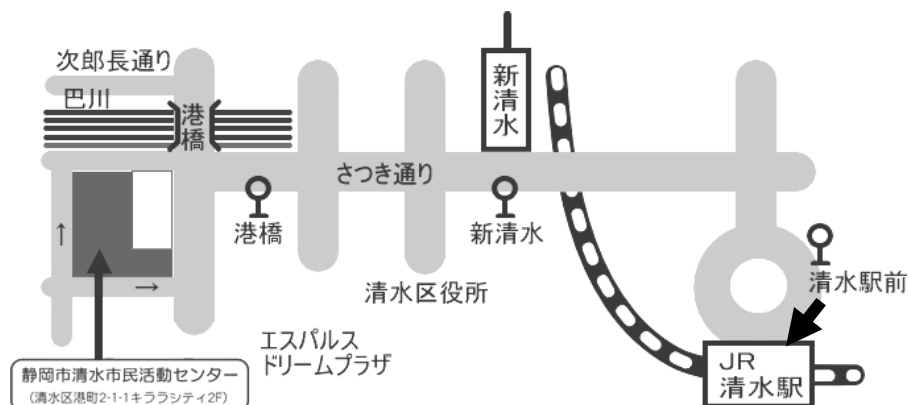 次郎長通り
巴川
港橋
新清水
さつき通り
港橋
新清水
清水駅前
清水区役所
エスパルス
ドリームプラザ
JR
清水駅
静岡市清水市民活動センター
(清水区港町2-1-1キララシティ2F)